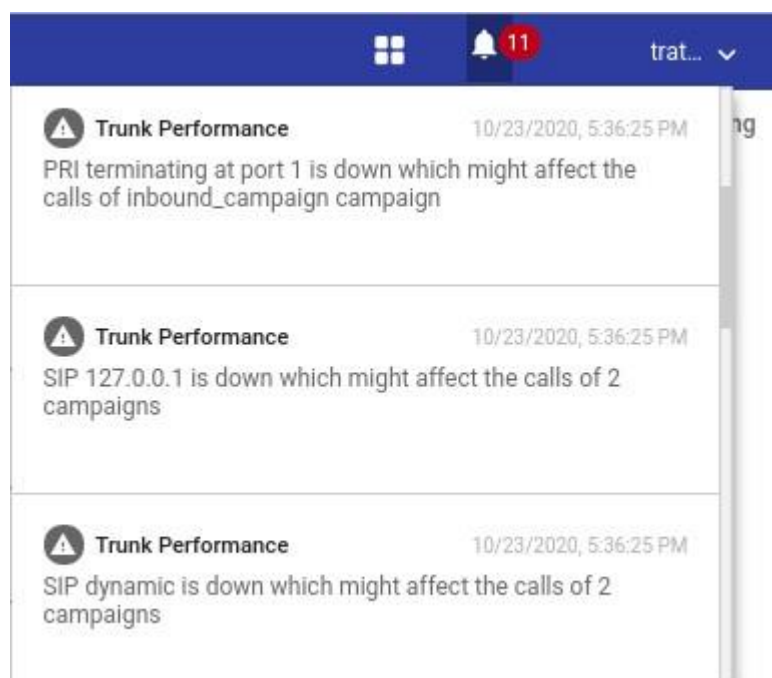 11
trat...
Trunk Performance 10/23/2020, 5:36:25 PM
PRI terminating at port 1 is down which might affect the
calls of inbound_campaign campaign
Trunk Performance 10/23/2020, 5:36:25 PM
SIP 127.0.0.1 is down which might affect the calls of 2
campaigns
Trunk Performance 10/23/2020, 5:36:25 PM
SIP dynamic is down which might affect the calls of 2
campaigns